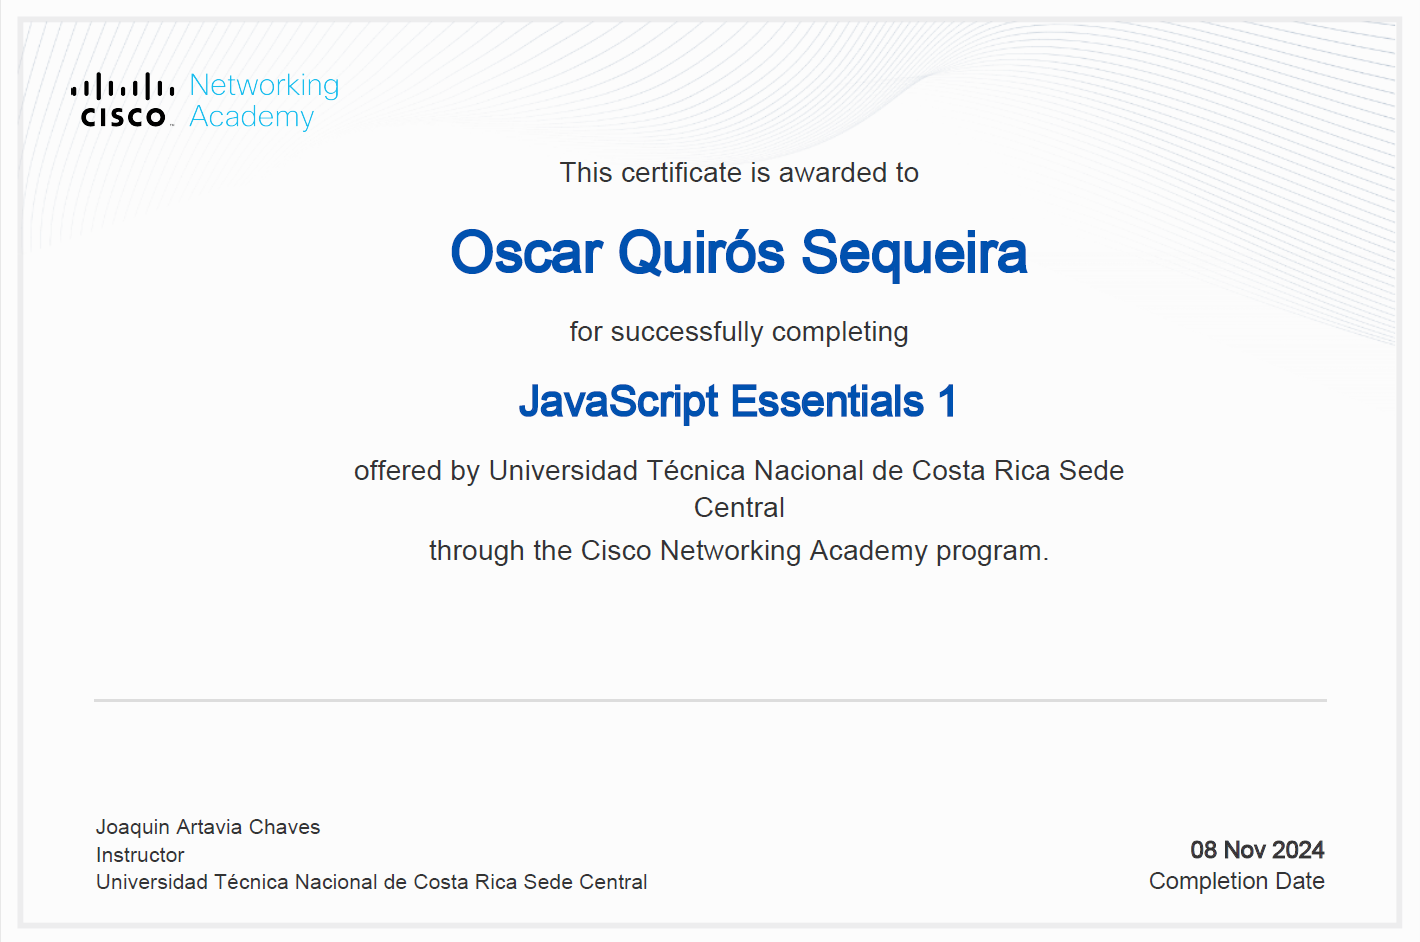 CISCO
Networking
Academy
This certificate is awarded to
Oscar Quirós Sequeira
for successfully completing
JavaScript Essentials 1
offered by Universidad Técnica Nacional de Costa Rica Sede
Central
through the Cisco Networking Academy program.
Joaquin Artavia Chaves
Instructor
Universidad Técnica Nacional de Costa Rica Sede Central
08 Nov 2024
Completion Date